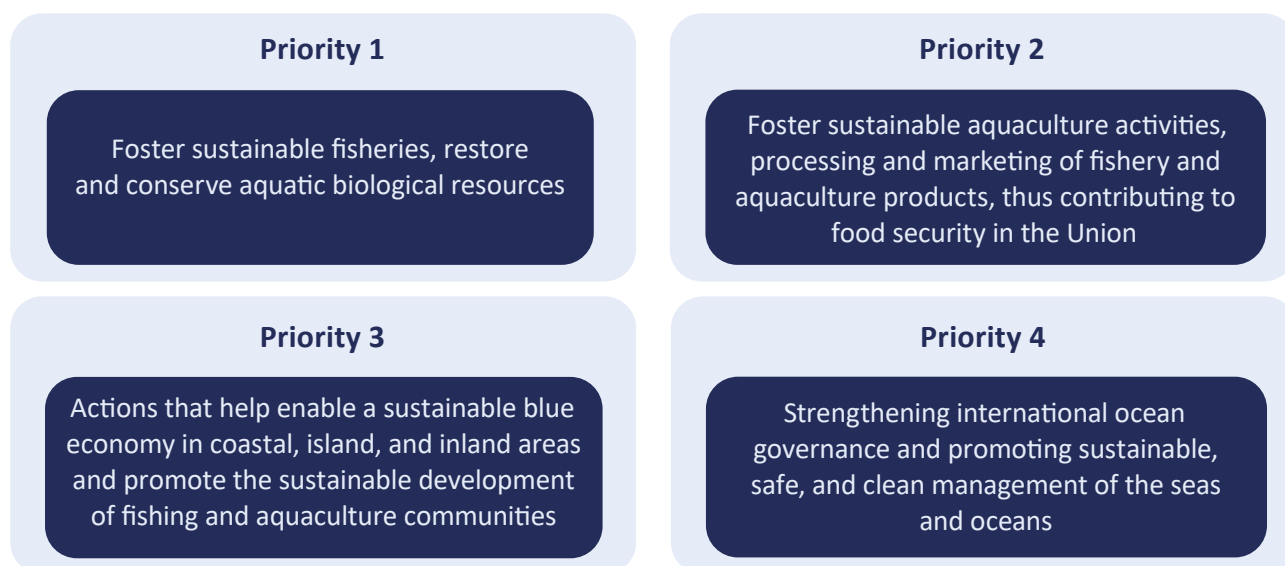 Priority 1
Foster sustainable fisheries, restore
and conserve aquatic biological resources
Priority 2
Foster sustainable aquaculture activities,
processing and marketing of fishery and
aquaculture products, thus contributing to
food security in the Union
Priority 3
Actions that help enable a sustainable blue
economy in coastal, island, and inland areas
and promote the sustainable development
of fishing and aquaculture communities
Priority 4
Strengthening international ocean
governance and promoting sustainable,
safe, and clean management of the seas
and oceans